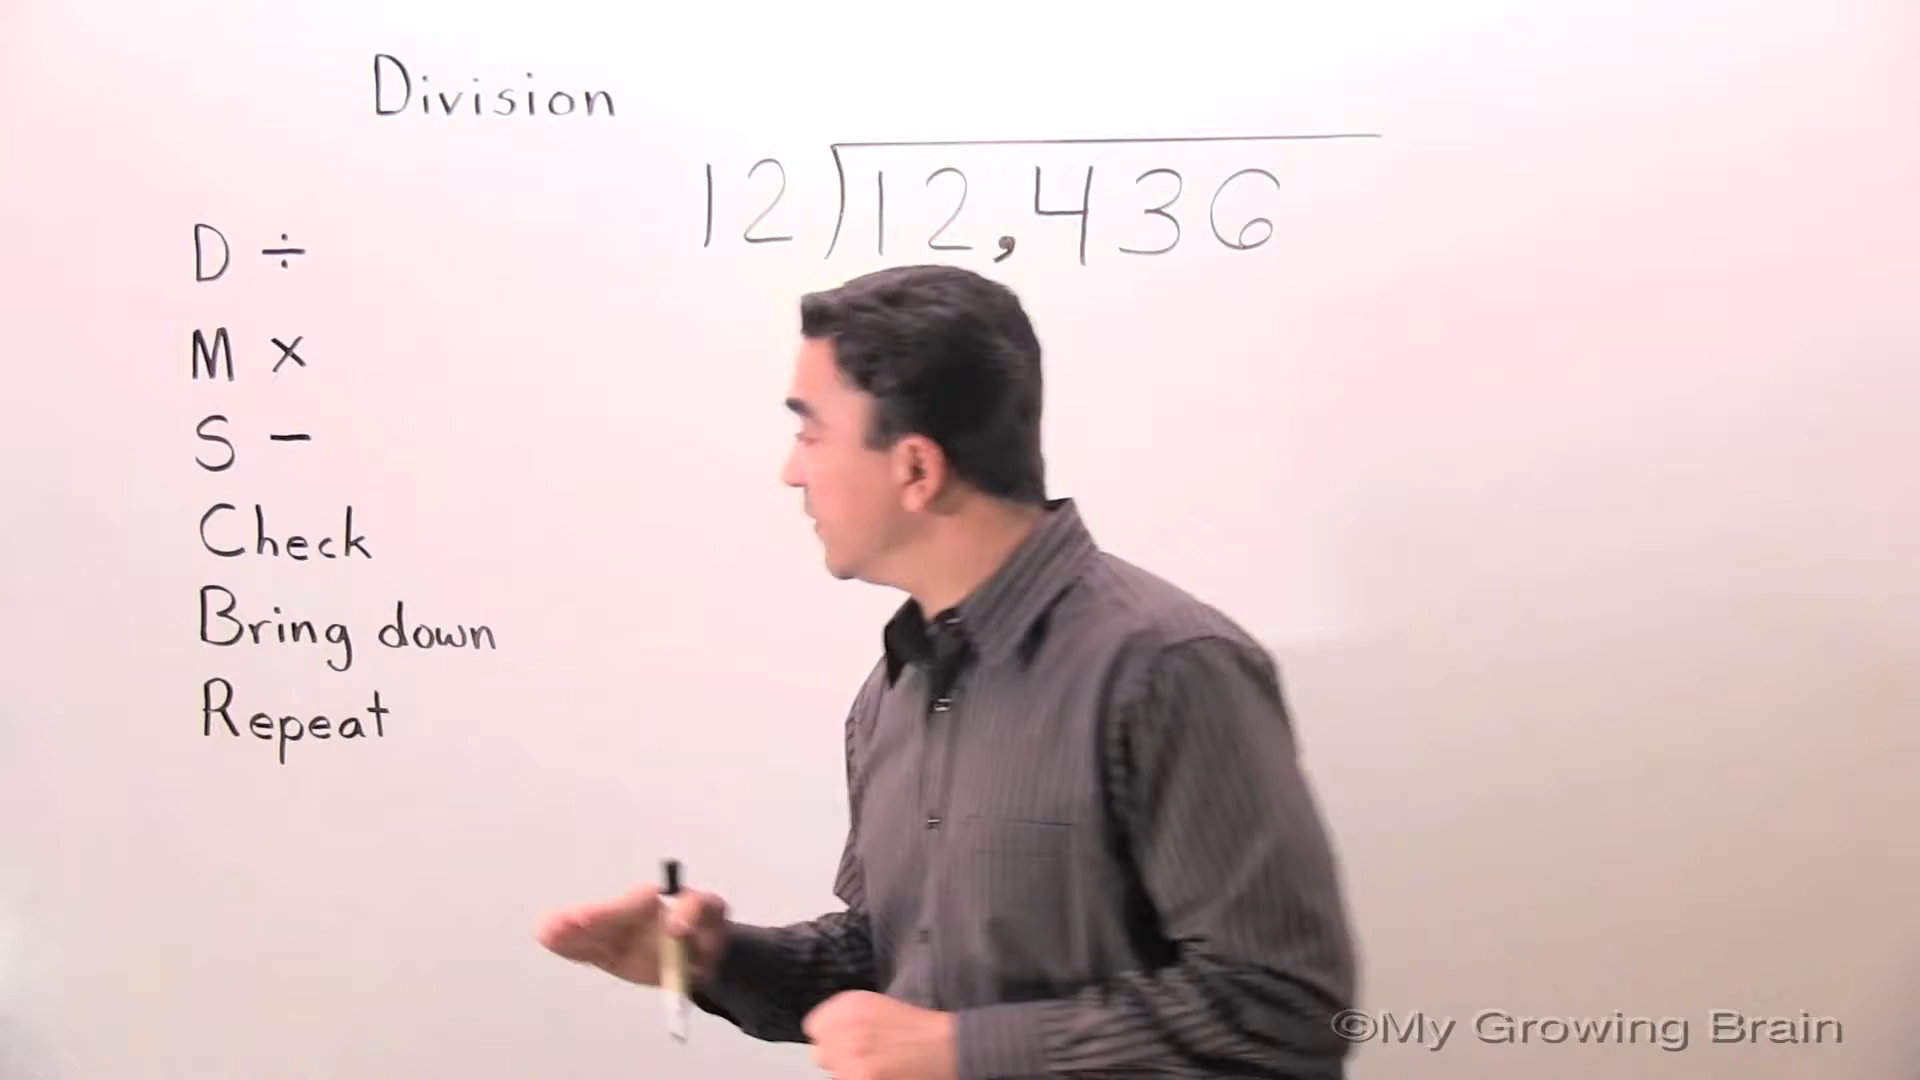 Division
12)12,436
D ÷
M ×
S −
Check
Bring down
Repeat
©My Growing Brain